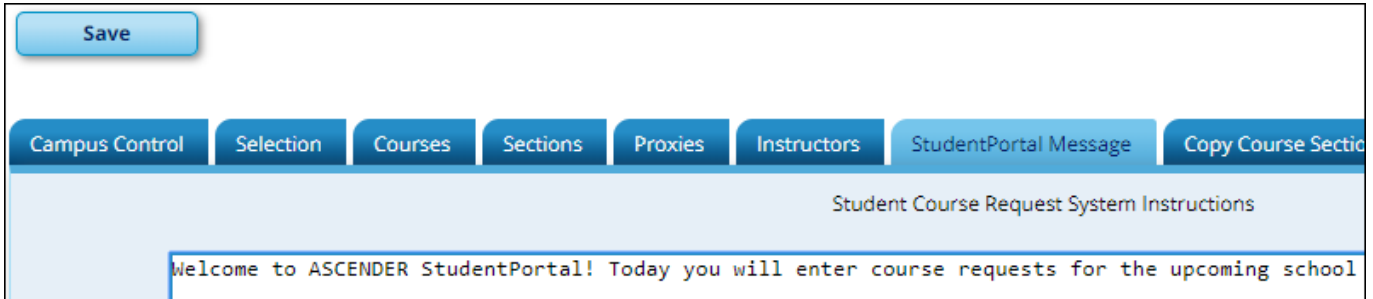 Save
Campus Control Selection Courses Sections Proxies Instructors StudentPortal Message Copy Course Sectio
Student Course Request System Instructions
Welcome to ASCENDER StudentPortal! Today you will enter course requests for the upcoming school